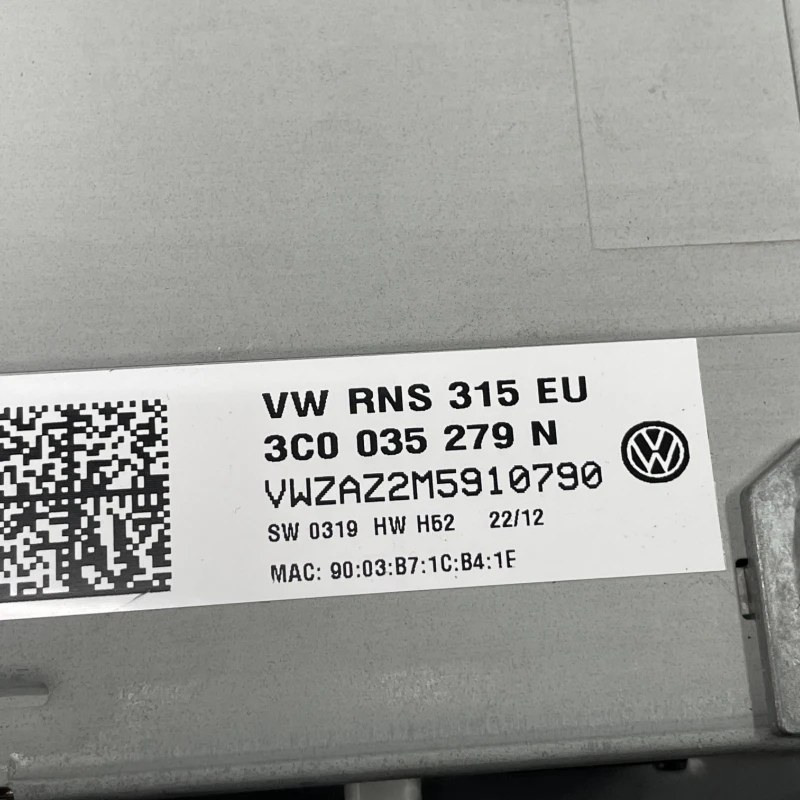 VW RNS 315 EU
3C0 035 279 N
VWZAZ2M5910790
SW 0319 HW H52 22/12
MAC: 90:03:B7:1C:B4:1E